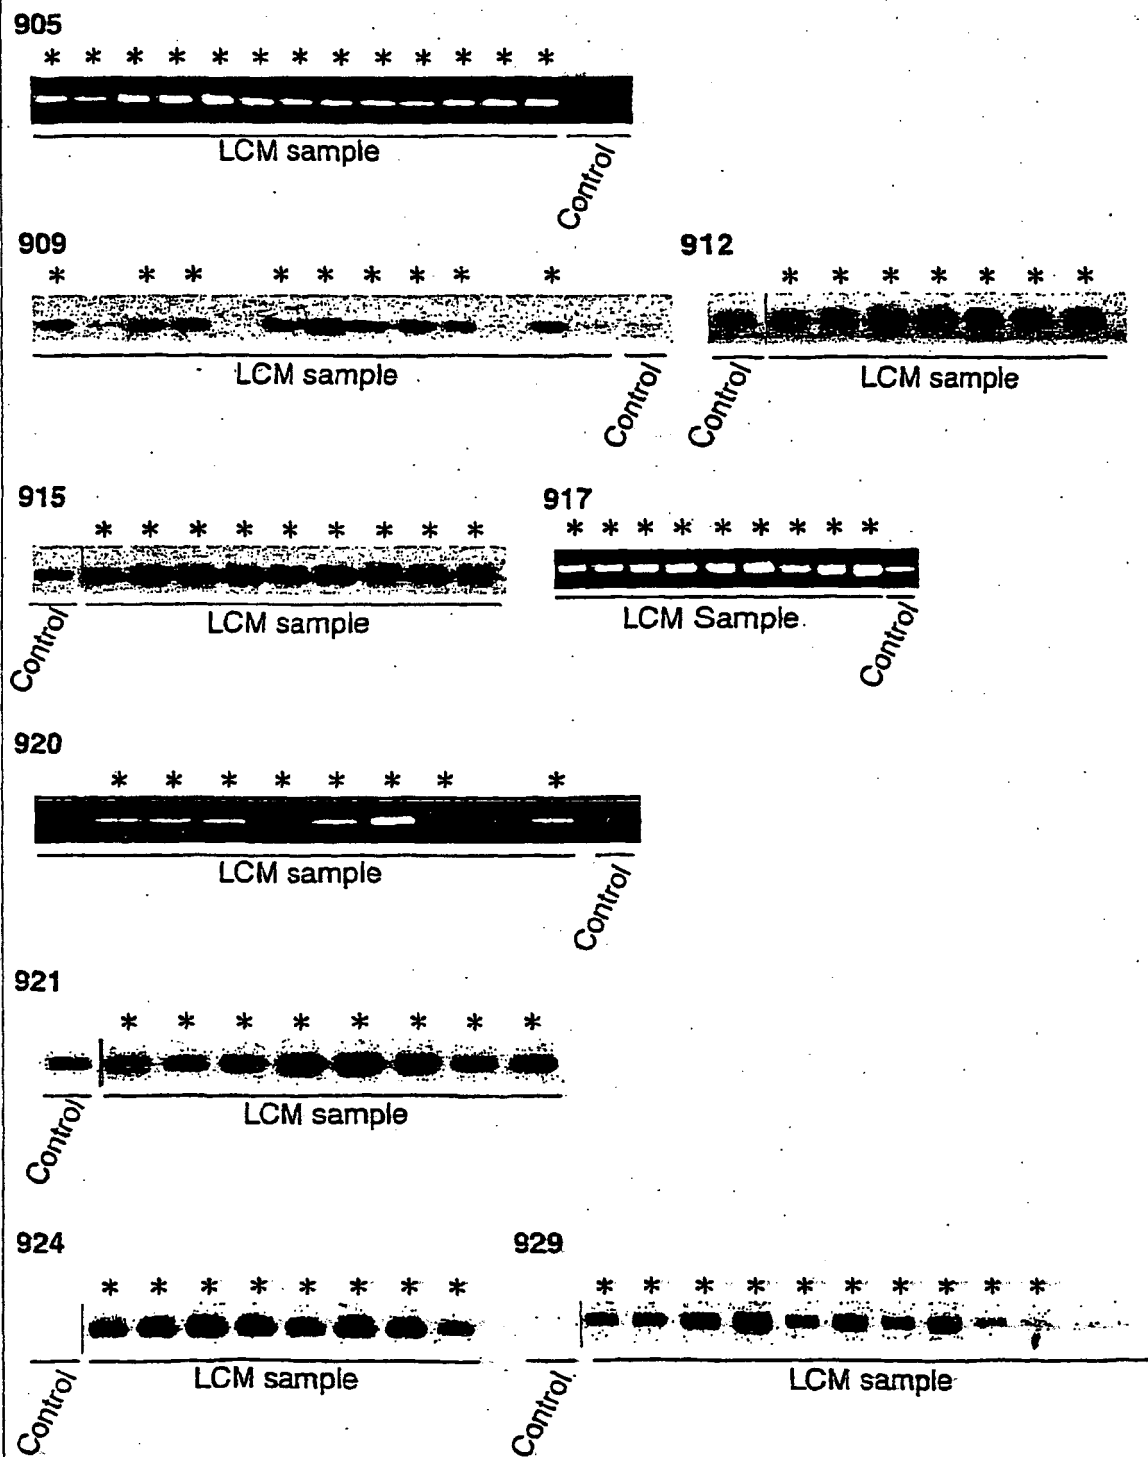 905
* * * * * * * * * * * * *
LCM sample
Control
909
* * * * * * * * *
LCM sample
Control
912
* * * * * * *
Control
LCM sample
915
* * * * * * * * *
Control
LCM sample
917
* * * * * * * * *
LCM Sample
Control
920
* * * * * * * *
LCM sample
Control
921
* * * * * * * *
Control
LCM sample
924
* * * * * * * *
Control
LCM sample
929
* * * * * * * * * *
Control
LCM sample